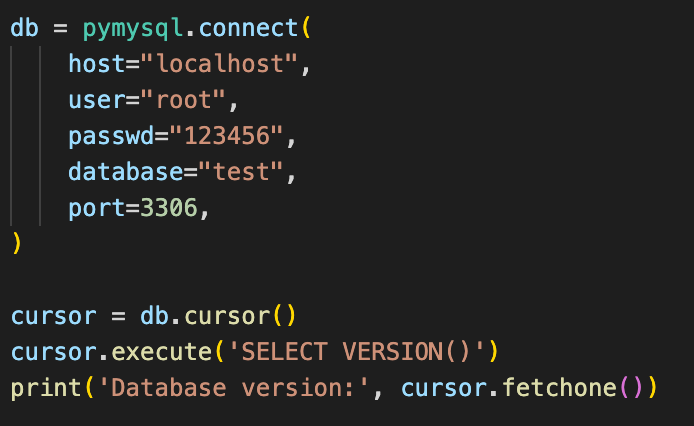 db = pymysql.connect(
    host="localhost",
    user="root",
    passwd="123456",
    database="test",
    port=3306,
)
cursor = db.cursor()
cursor.execute('SELECT VERSION()')
print('Database version:', cursor.fetchone())